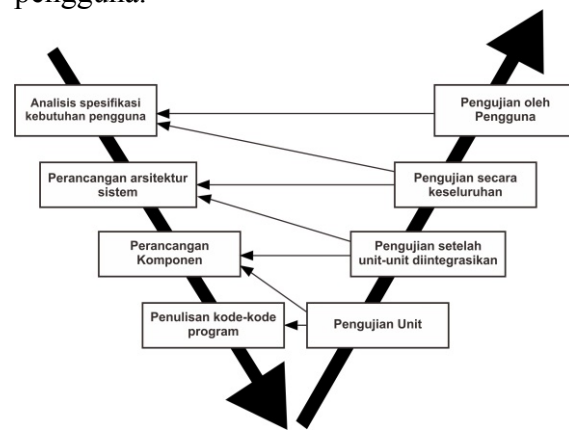 pengguna.
Analisis spesifikasi
kebutuhan pengguna
Pengujian oleh
Pengguna
Perancangan arsitektur
sistem
Pengujian secara
keseluruhan
Perancangan
Komponen
Pengujian setelah
unit-unit diintegrasikan
Penulisan kode-kode
program
Pengujian Unit